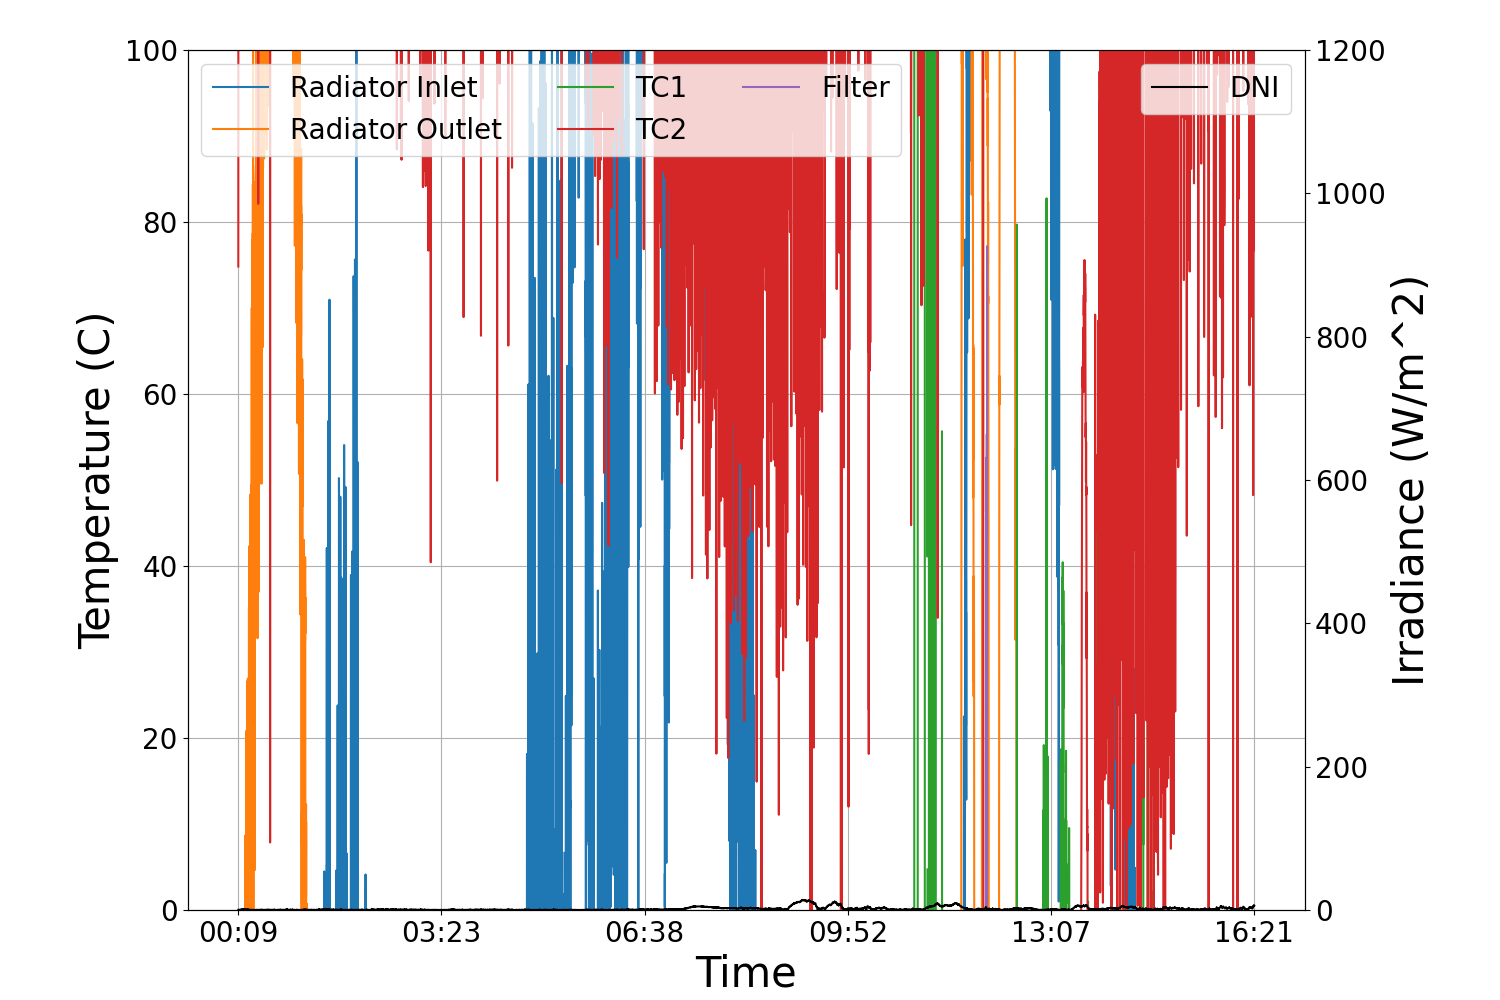 100
80
60
40
20
0
Temperature (C)
Radiator Inlet
Radiator Outlet
TC1
TC2
Filter
DNI
1200
1000
800
600
400
200
0
Irradiance (W/m^2)
00:09 03:23 06:38 09:52 13:07 16:21
Time